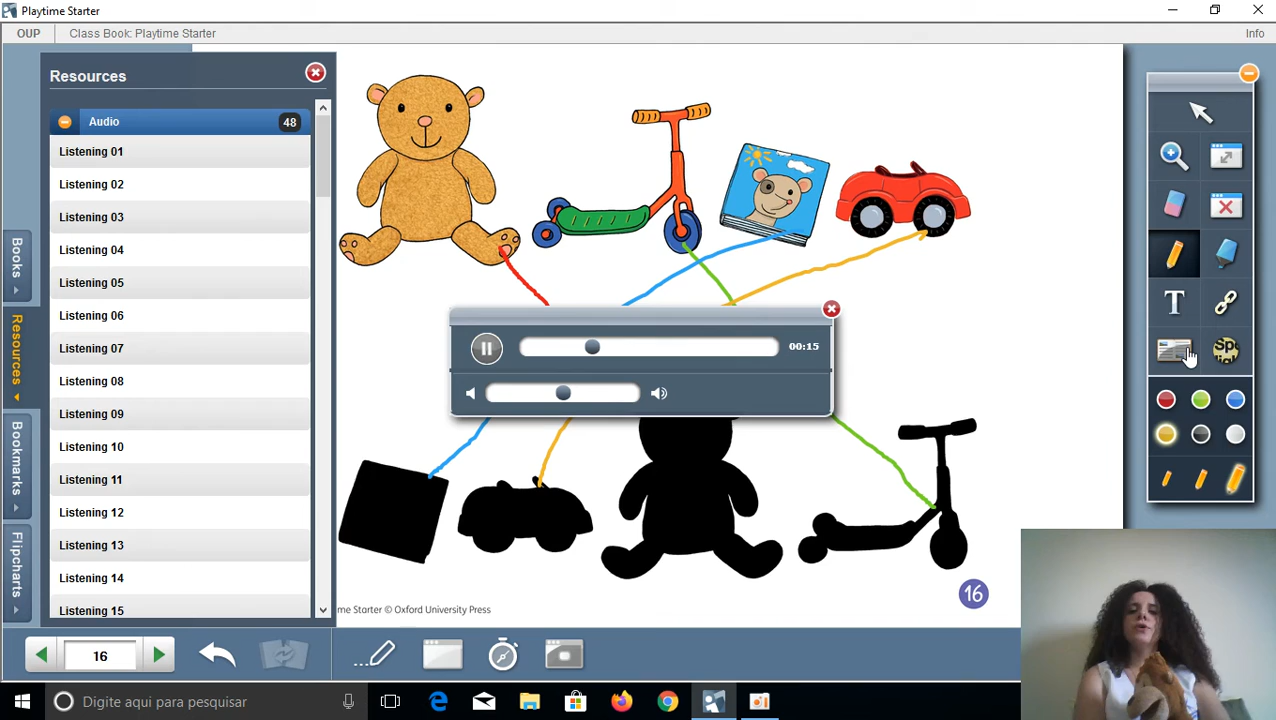 Playtime Starter
OUP
Class Book: Playtime Starter
Info
Resources
Audio 48
Listening 01
Listening 02
Listening 03
Listening 04
Listening 05
Listening 06
Listening 07
Listening 08
Listening 09
Listening 10
Listening 11
Listening 12
Listening 13
Listening 14
Listening 15
Books
Resources
Bookmarks
Flipcharts
00:15
T
16
me Starter © Oxford University Press
16
Digite aqui para pesquisar